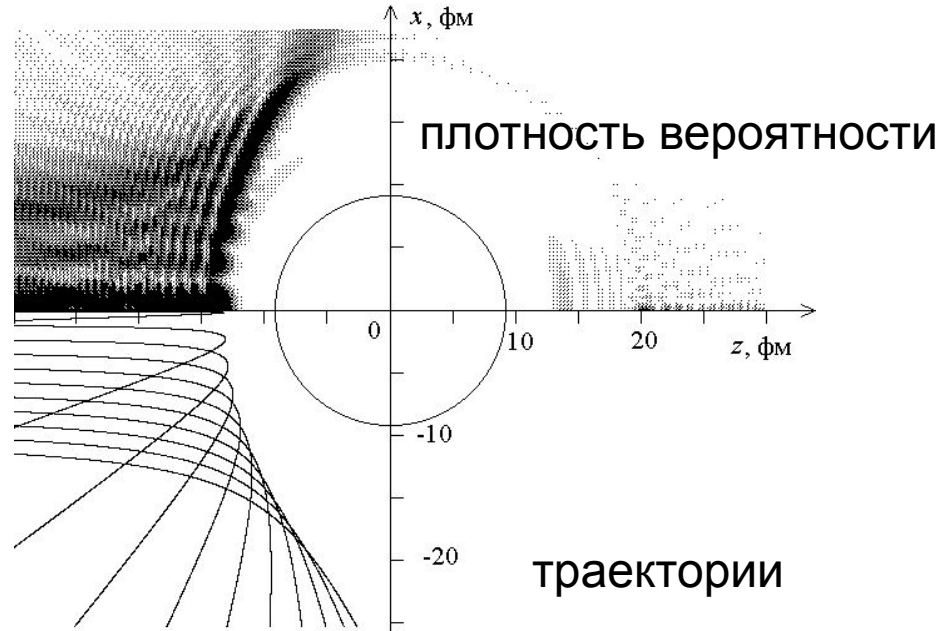 x, фм
плотность вероятности
0
10
20
z, фм
-10
-20
траектории